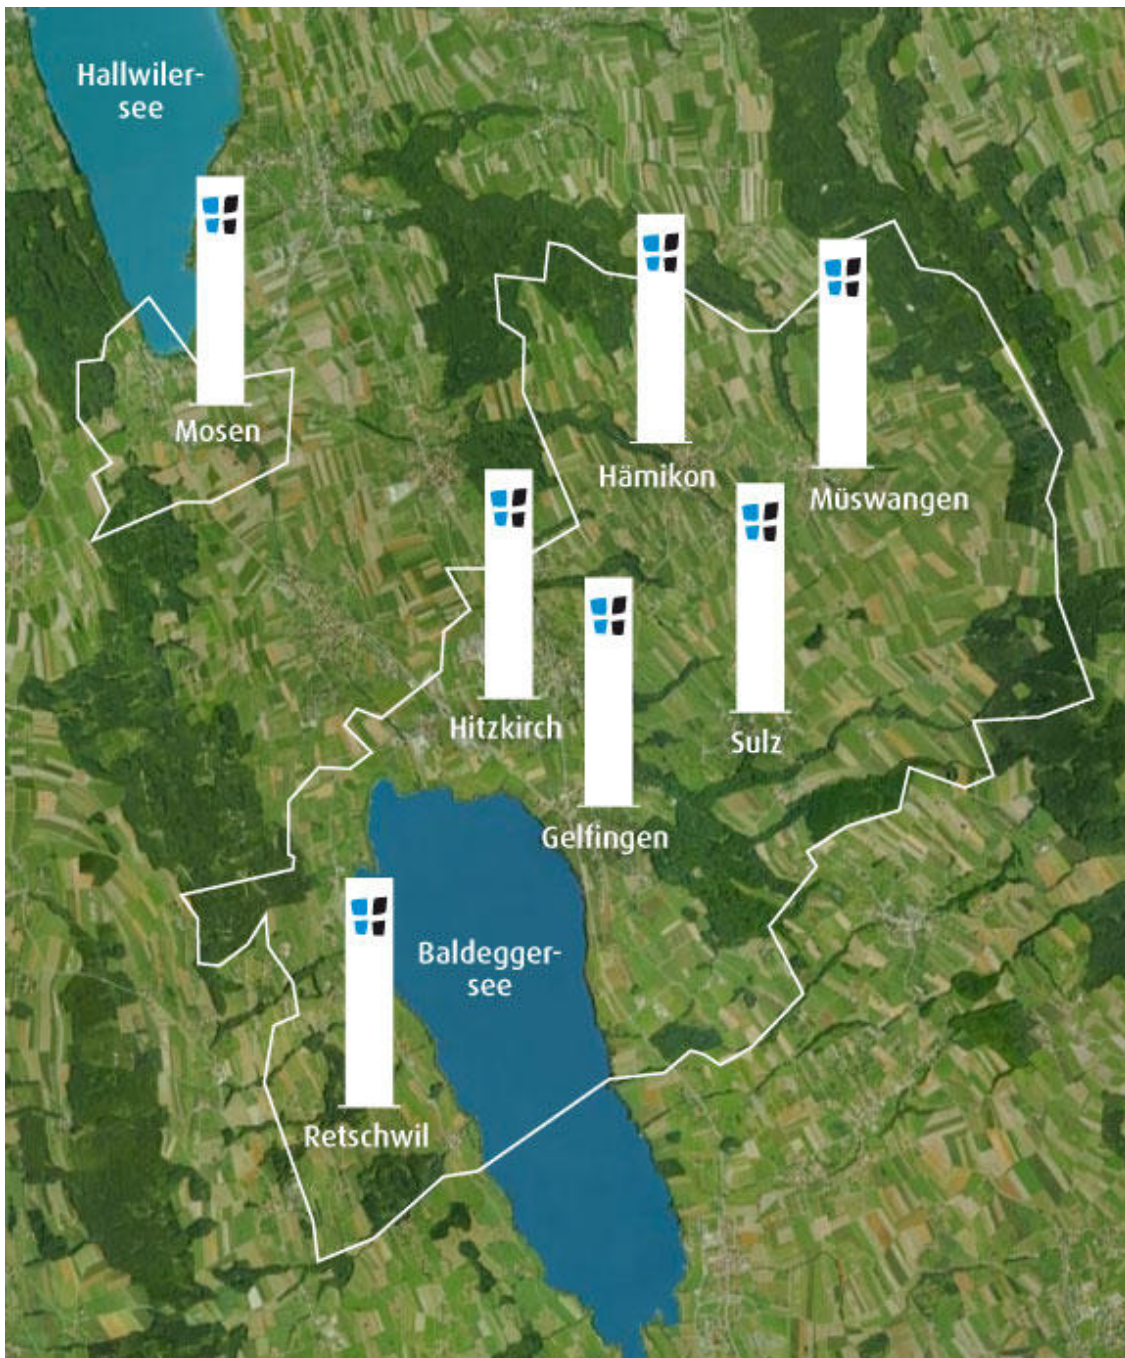 Hallwiler-
see
Mosen
Hämikon
Müswangen
Hitzkirch
Sulz
Gelfingen
Baldegger-
see
Retschwil